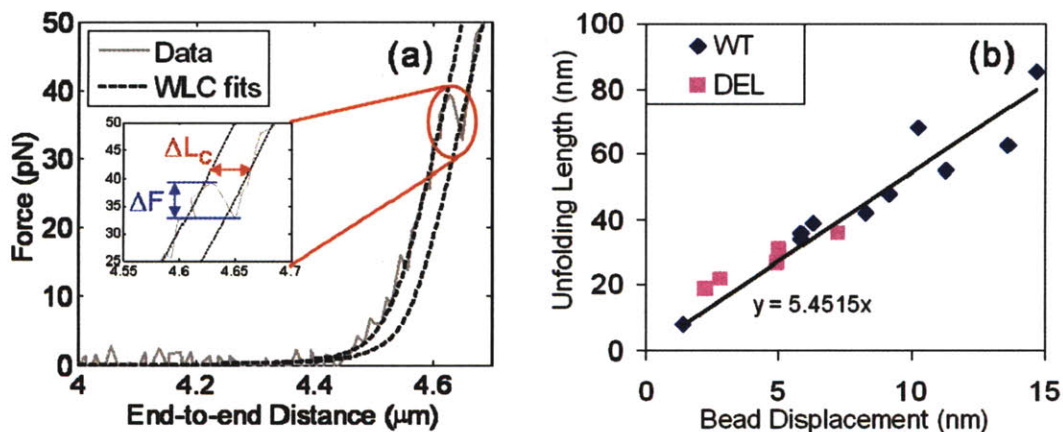 50
40
30
20
10
0
Force (pN)
Data
WLC fits
(a)
50
45
40
35
30
25
ΔL_C
ΔF
4.55
4.6
4.65
4.7
4
4.2
4.4
4.6
End-to-end Distance (μm)
100
80
60
40
20
0
Unfolding Length (nm)
WT
DEL
(b)
y = 5.4515x
0
5
10
15
Bead Displacement (nm)